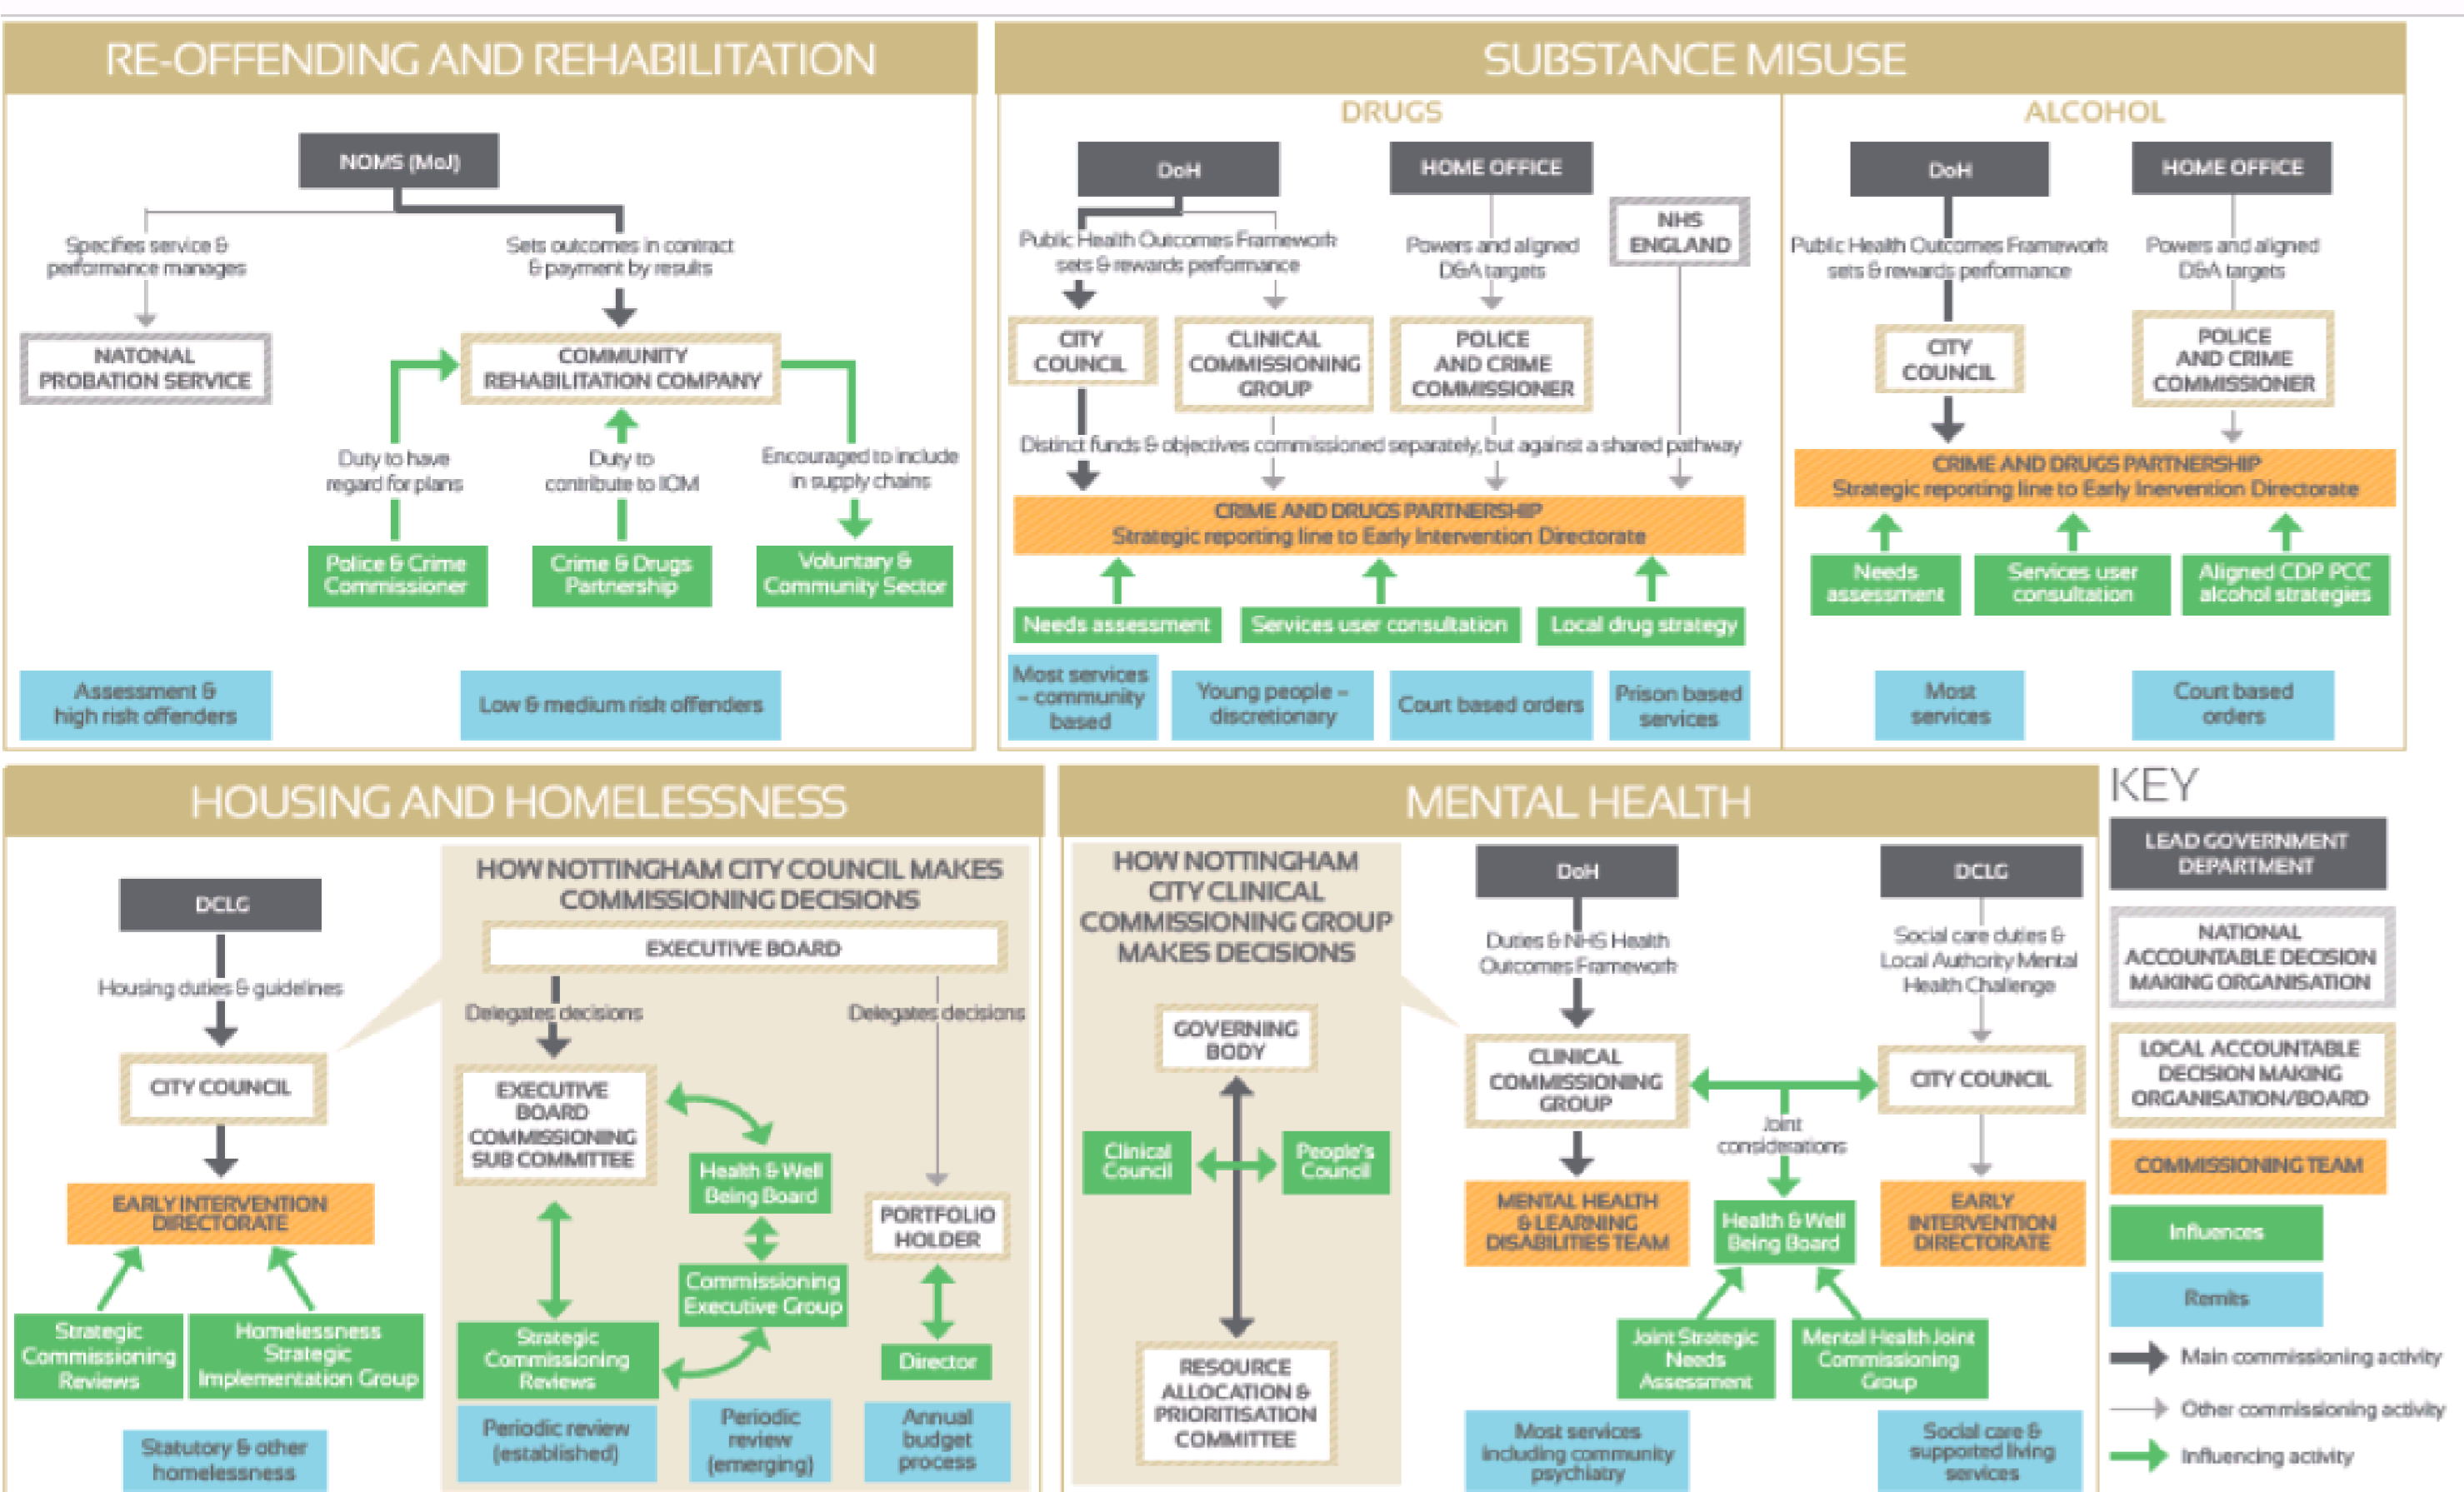 RE-OFFENDING AND REHABILITATION
NOMS (MoJ)
Specifies service &
performance manages
Sets outcomes in contract
& payment by results
NATONAL
PROBATION SERVICE
COMMUNITY
REHABILITATION COMPANY
Duty to have
regard for plans
Duty to
contribute to IOM
Encouraged to include
in supply chains
Police & Crime
Commissioner
Crime & Drugs
Partnership
Voluntary &
Community Sector
Assessment &
high risk offenders
Low & medium risk offenders
SUBSTANCE MISUSE
DRUGS
DoH
HOME OFFICE
NHS
ENGLAND
Public Health Outcomes Framework
sets & rewards performance
Powers and aligned
D&A targets
CITY
COUNCIL
CLINICAL
COMMISSIONING
GROUP
POLICE
AND CRIME
COMMISSIONER
Distinct funds & objectives commissioned separately, but against a shared pathway
CRIME AND DRUGS PARTNERSHIP
Strategic reporting line to Early Intervention Directorate
Needs assessment
Services user consultation
Local drug strategy
Most services
– community
based
Young people –
discretionary
Court based orders
Prison based
services
ALCOHOL
DoH
HOME OFFICE
Public Health Outcomes Framework
sets & rewards performance
Powers and aligned
D&A targets
CITY
COUNCIL
POLICE
AND CRIME
COMMISSIONER
CRIME AND DRUGS PARTNERSHIP
Strategic reporting line to Early Inervention Directorate
Needs
assessment
Services user
consultation
Aligned CDP PCC
alcohol strategies
Most
services
Court based
orders
HOUSING AND HOMELESSNESS
DCLG
Housing duties & guidelines
CITY COUNCIL
EARLY INTERVENTION
DIRECTORATE
Strategic
Commissioning
Reviews
Homelessness
Strategic
Implementation Group
Statutory & other
homelessness
HOW NOTTINGHAM CITY COUNCIL MAKES
COMMISSIONING DECISIONS
EXECUTIVE BOARD
Delegates decisions
Delegates decisions
EXECUTIVE
BOARD
COMMISSIONING
SUB COMMITTEE
Health & Well
Being Board
PORTFOLIO
HOLDER
Commissioning
Executive Group
Strategic
Commissioning
Reviews
Director
Periodic review
(established)
Periodic
review
(emerging)
Annual
budget
process
MENTAL HEALTH
HOW NOTTINGHAM
CITY CLINICAL
COMMISSIONING GROUP
MAKES DECISIONS
GOVERNING
BODY
Clinical
Council
People's
Council
RESOURCE
ALLOCATION &
PRIORITISATION
COMMITTEE
DoH
DCLG
Duties & NHS Health
Outcomes Framework
Social care duties &
Local Authority Mental
Health Challenge
CLINICAL
COMMISSIONING
GROUP
CITY COUNCIL
Joint
considerations
MENTAL HEALTH
& LEARNING
DISABILITIES TEAM
Health & Well
Being Board
EARLY
INTERVENTION
DIRECTORATE
Joint Strategic
Needs
Assessment
Mental Health Joint
Commissioning
Group
Most services
including community
psychiatry
Social care &
supported living
services
KEY
LEAD GOVERNMENT
DEPARTMENT
NATIONAL
ACCOUNTABLE DECISION
MAKING ORGANISATION
LOCAL ACCOUNTABLE
DECISION MAKING
ORGANISATION/BOARD
COMMISSIONING TEAM
Influences
Remits
Main commissioning activity
Other commissioning activity
Influencing activity